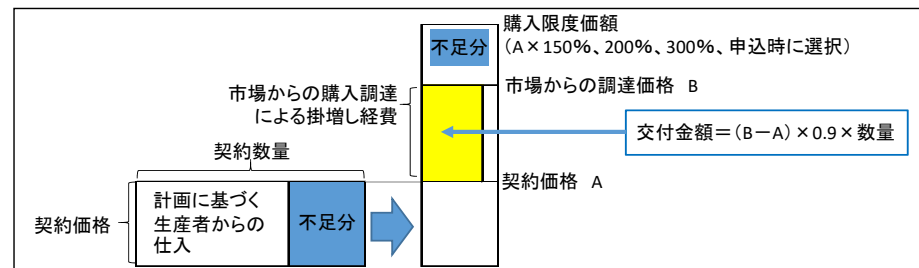 購入限度価額
(A×150%、200%、300%、申込時に選択)
不足分
市場からの調達価格 B
市場からの購入調達
による掛増し経費
交付金額=(B-A)×0.9×数量
契約数量
契約価格 A
契約価格
計画に基づく
生産者からの
仕入
不足分